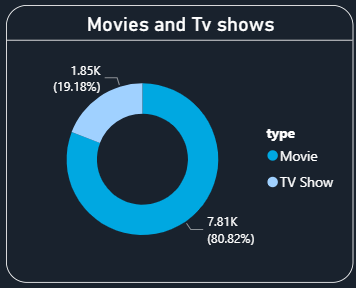 Movies and Tv shows
1.85K
(19.18%)
type
Movie
TV Show
7.81K
(80.82%)